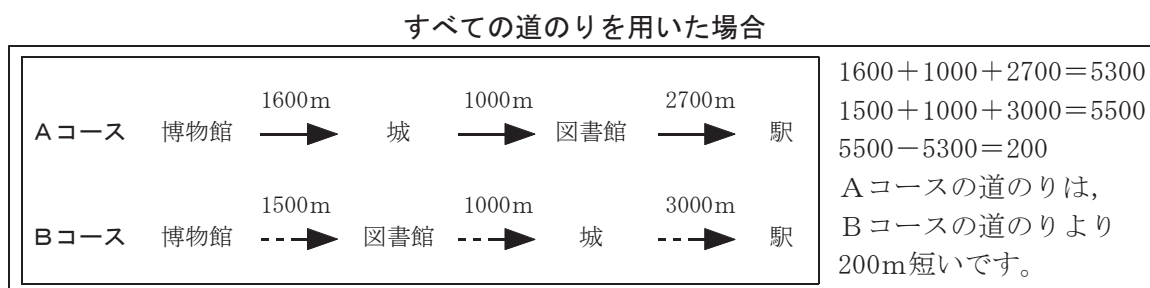 すべての道のりを用いた場合
1600m 1000m 2700m
Aコース 博物館 城 図書館 駅
1500m 1000m 3000m
Bコース 博物館 図書館 城 駅
1600+1000+2700=5300
1500+1000+3000=5500
5500-5300=200
Aコースの道のりは,
Bコースの道のりより
200m短いです。